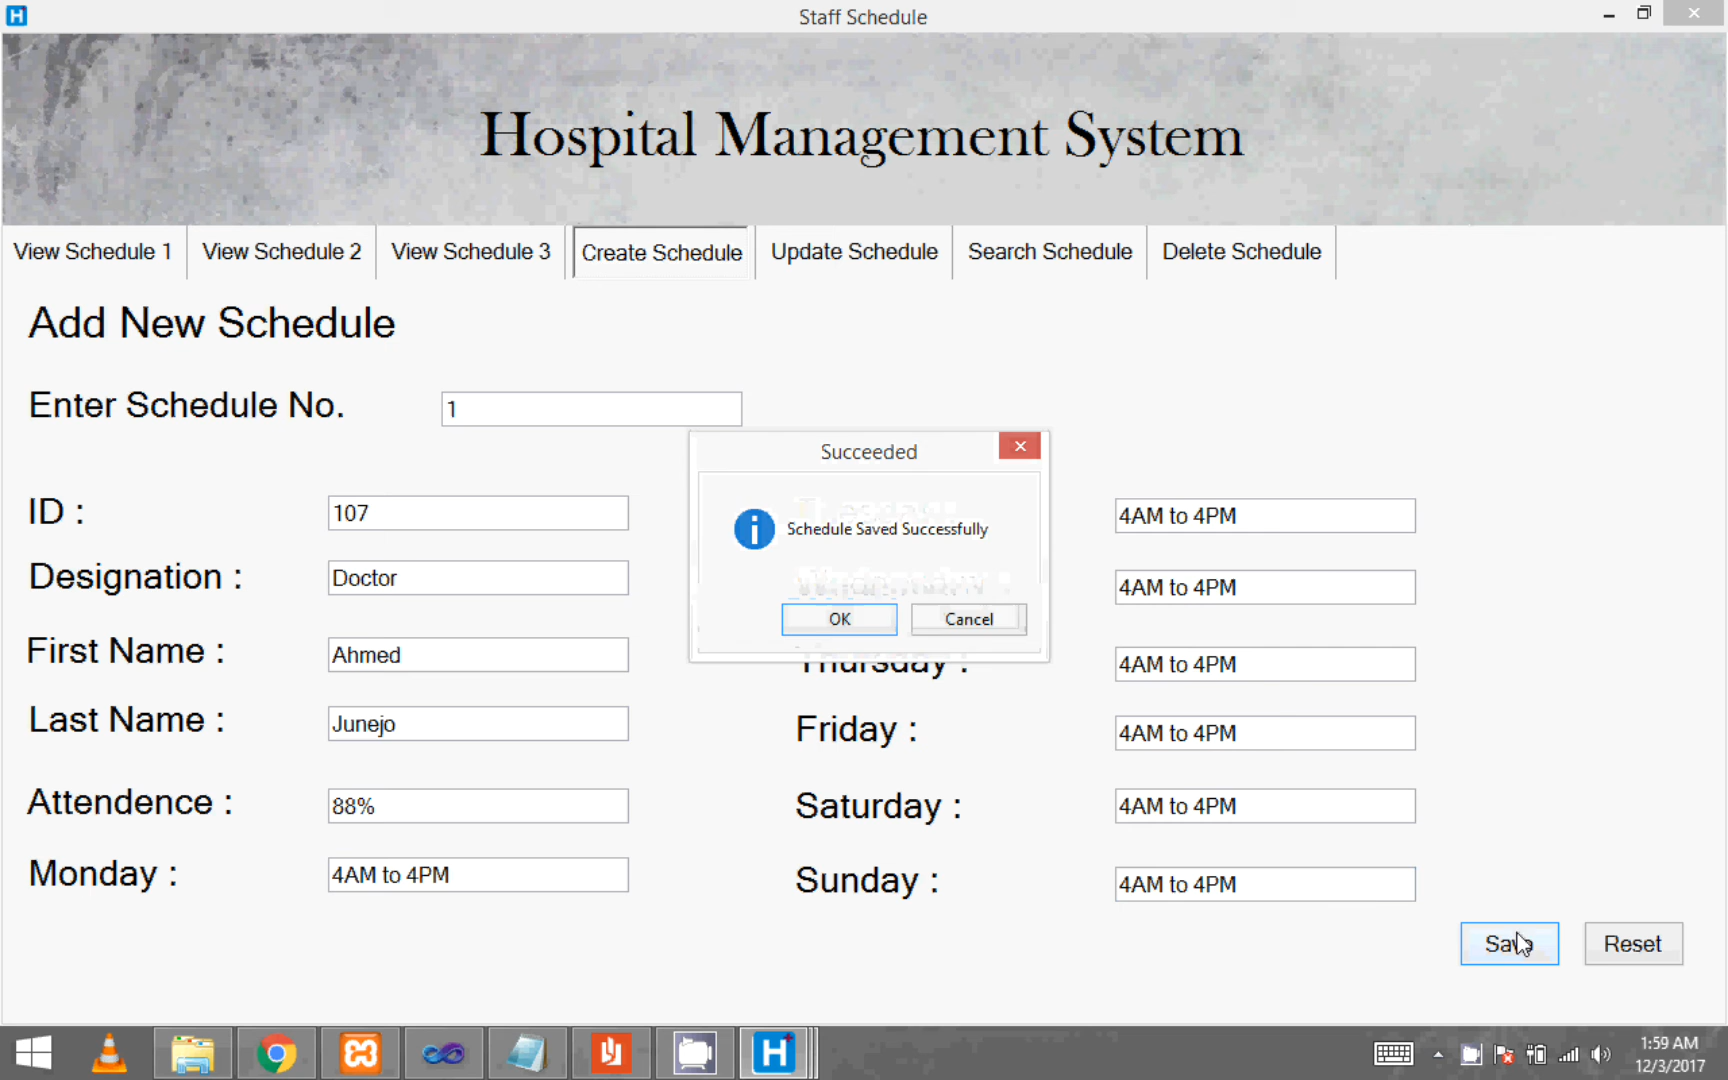 H
Staff Schedule
Hospital Management System
View Schedule 1
View Schedule 2
View Schedule 3
Create Schedule
Update Schedule
Search Schedule
Delete Schedule
Add New Schedule
Enter Schedule No.
1
Succeeded
Schedule Saved Successfully
OK
Cancel
ID :
107
4AM to 4PM
Designation :
Doctor
4AM to 4PM
First Name :
Ahmed
Thursday :
4AM to 4PM
Last Name :
Junejo
Friday :
4AM to 4PM
Attendence :
88%
Saturday :
4AM to 4PM
Monday :
4AM to 4PM
Sunday :
4AM to 4PM
Save
Reset
H
1:59 AM
12/3/2017